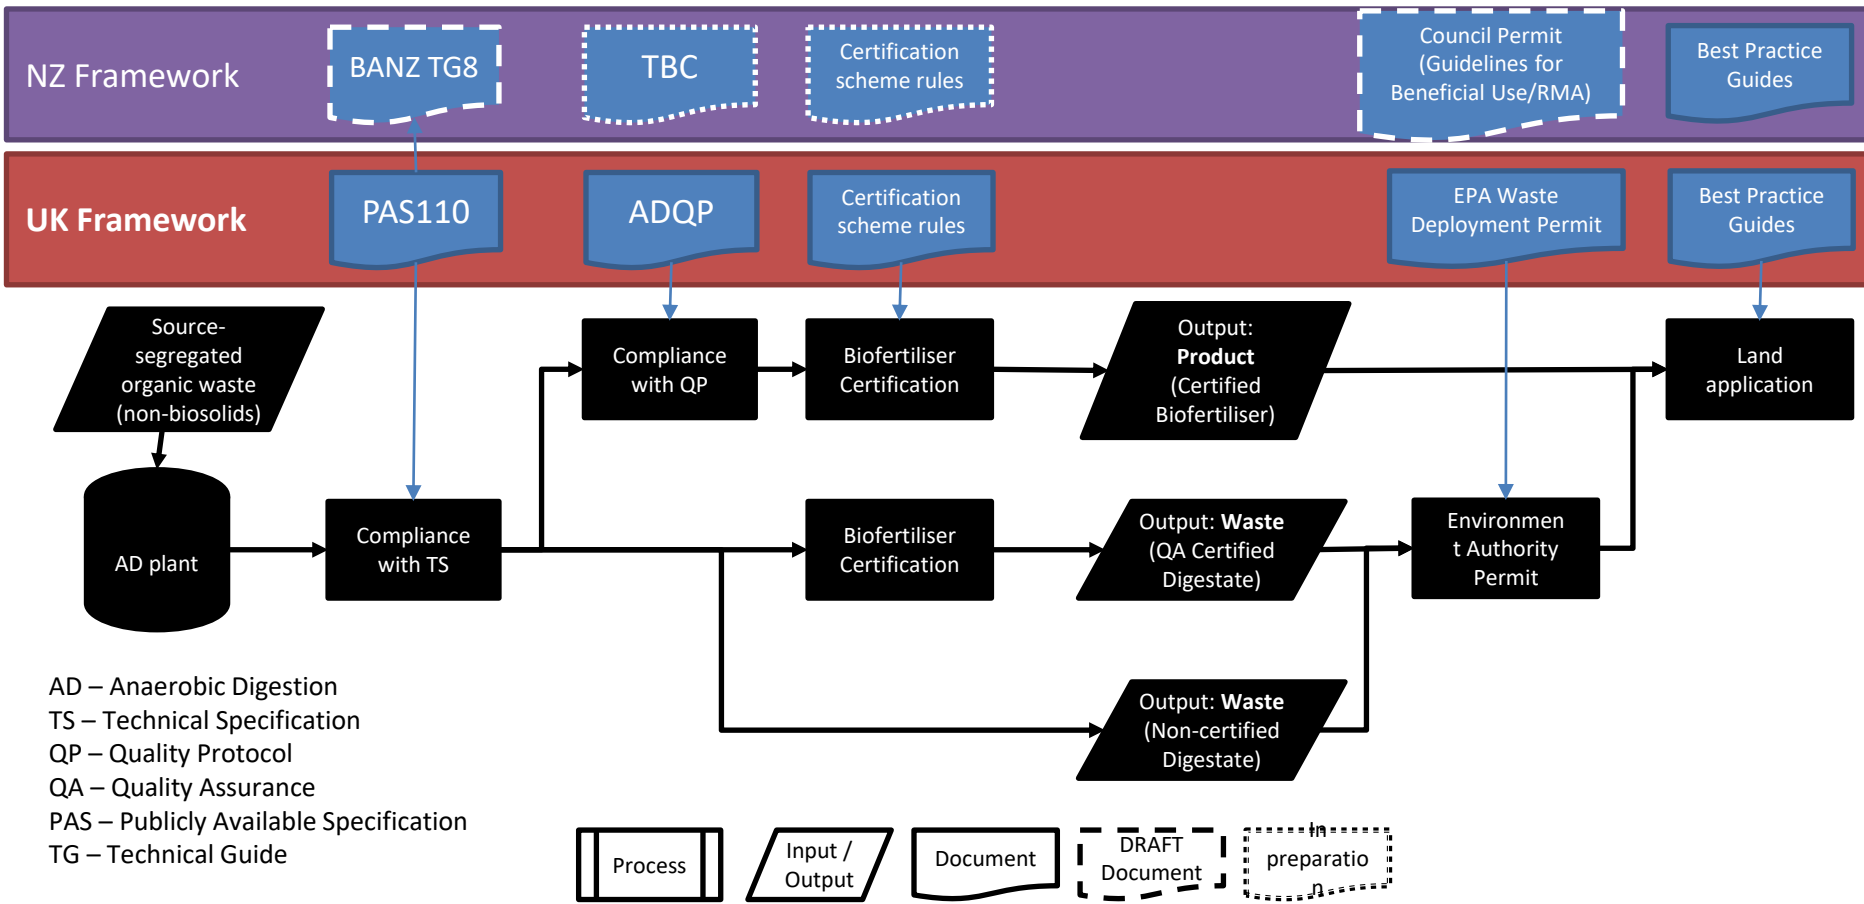 NZ Framework
BANZ TG8
TBC
Certification
scheme rules
Council Permit
(Guidelines for
Beneficial Use/RMA)
Best Practice
Guides
UK Framework
PAS110
ADQP
Certification
scheme rules
EPA Waste
Deployment Permit
Best Practice
Guides
Source-
segregated
organic waste
(non-biosolids)
Compliance
with QP
Biofertiliser
Certification
Output:
Product
(Certified
Biofertiliser)
Land
application
AD plant
Compliance
with TS
Biofertiliser
Certification
Output: Waste
(QA Certified
Digestate)
Environmen
t Authority
Permit
Output: Waste
(Non-certified
Digestate)
AD – Anaerobic Digestion
TS – Technical Specification
QP – Quality Protocol
QA – Quality Assurance
PAS – Publicly Available Specification
TG – Technical Guide
Process
Input /
Output
Document
DRAFT
Document
In
preparatio
n